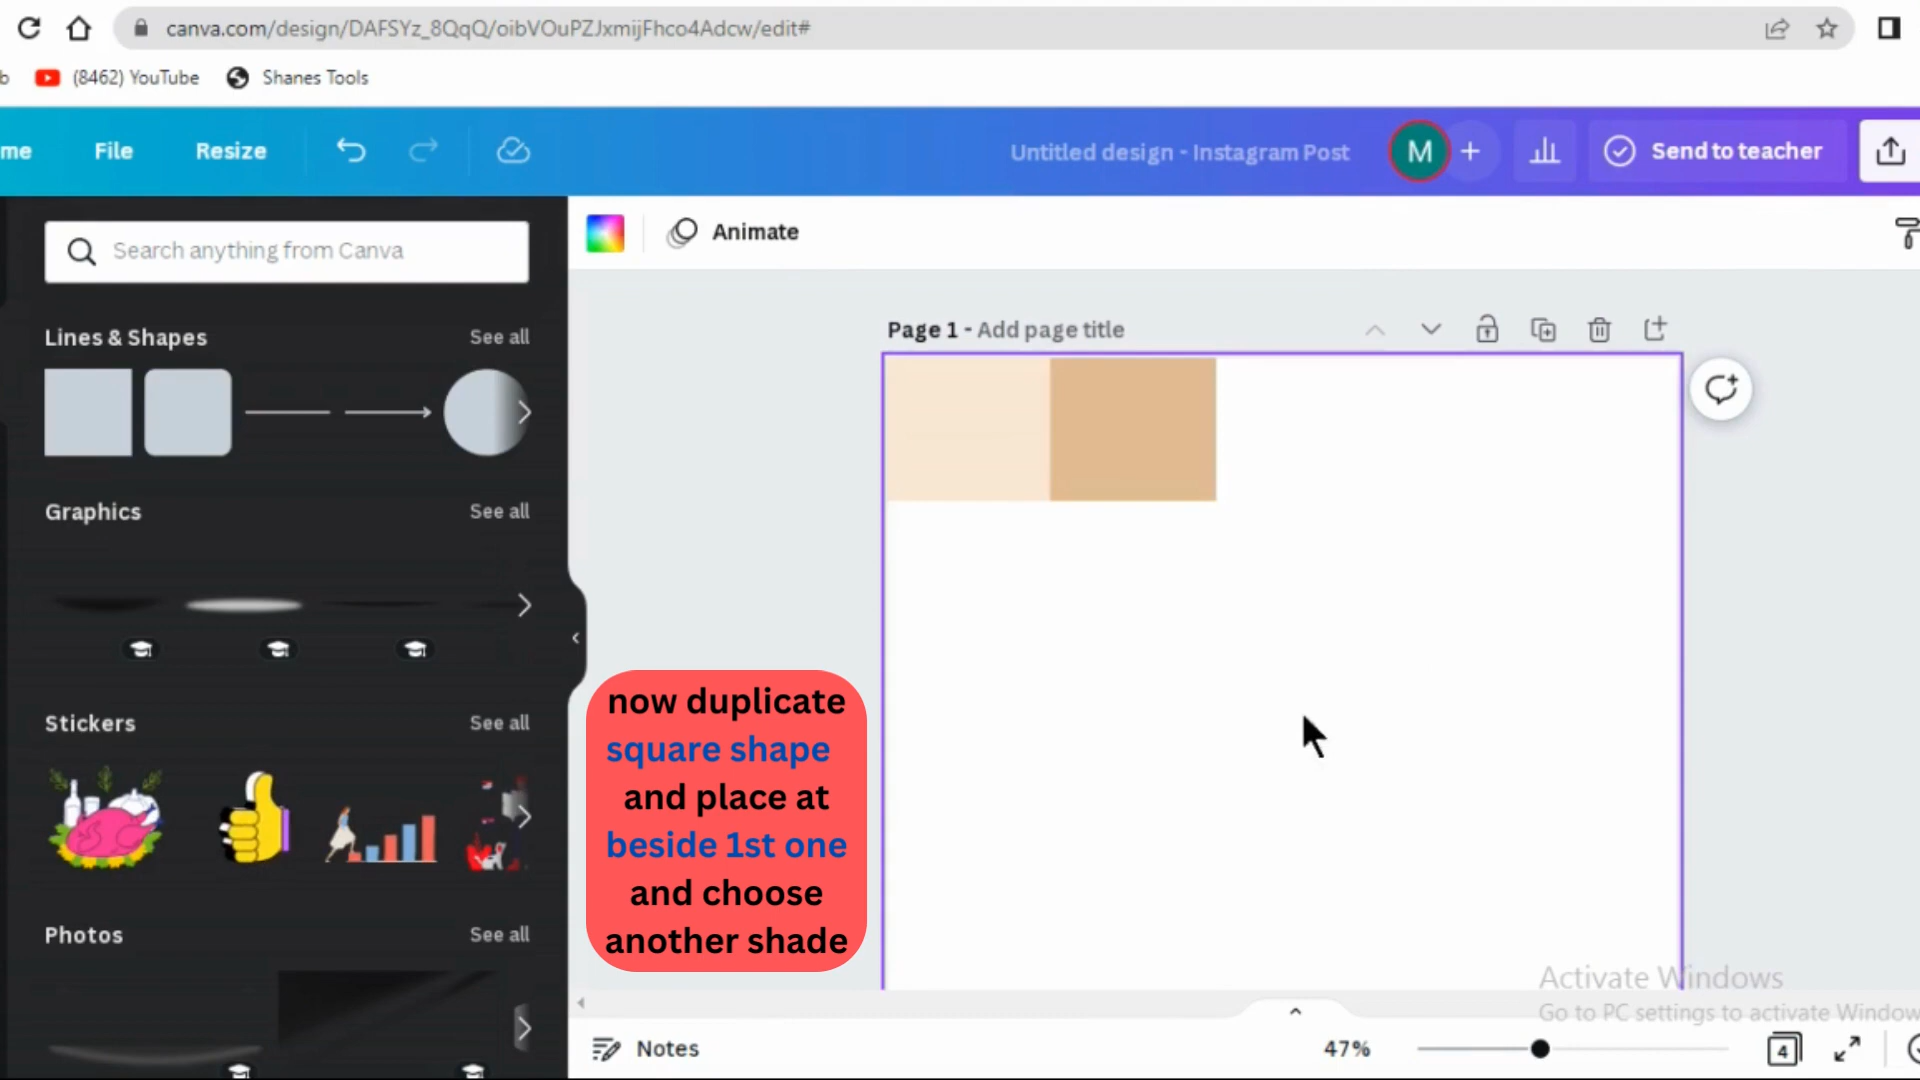 canva.com/design/DAFSYz_8QqQ/oibVOuPZJxmijFhco4Adcw/edit#
b (8462) YouTube Shanes Tools
me File Resize Untitled design - Instagram Post M + Send to teacher
Search anything from Canva
Animate
Page 1 - Add page title
Lines & Shapes See all
Graphics See all
Stickers See all
Photos See all
now duplicate
square shape
and place at
beside 1st one
and choose
another shade
Activate Windows
Go to PC settings to activate Window
Notes 47% 4